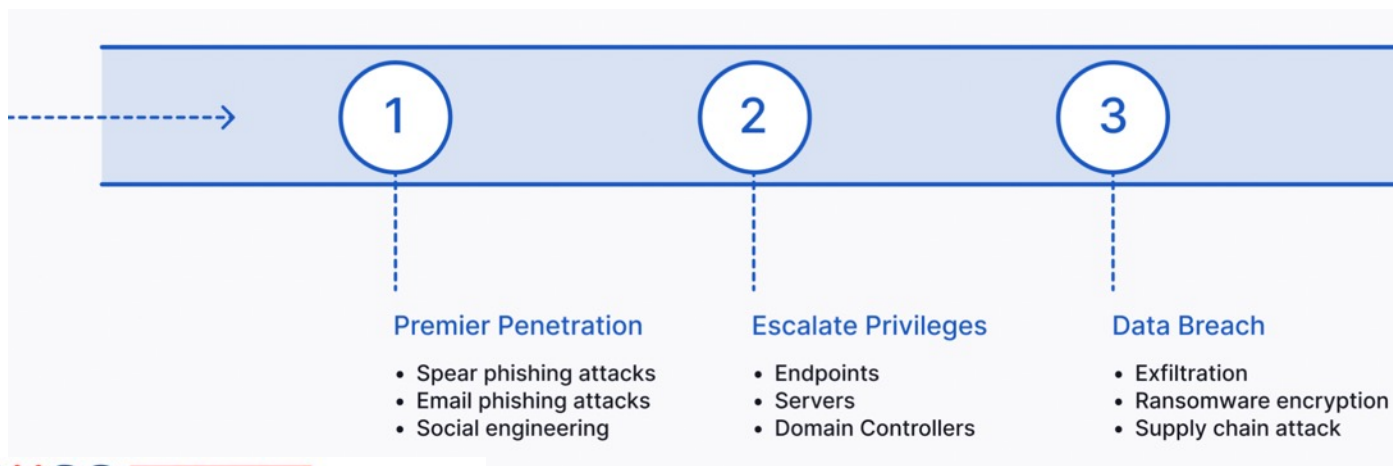 1
2
3
Premier Penetration
• Spear phishing attacks
• Email phishing attacks
• Social engineering
Escalate Privileges
• Endpoints
• Servers
• Domain Controllers
Data Breach
• Exfiltration
• Ransomware encryption
• Supply chain attack